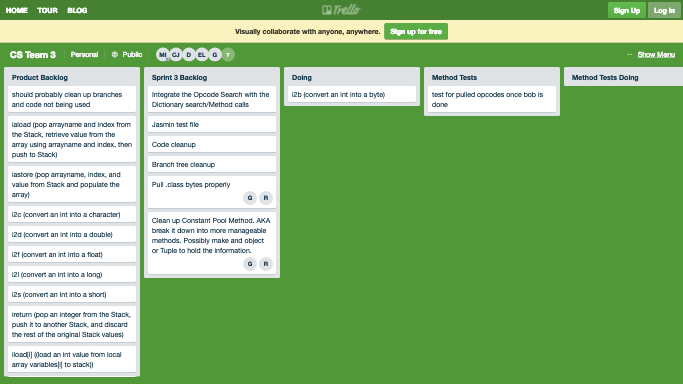 HOME TOUR BLOG
Trello
Sign Up Log In
Visually collaborate with anyone, anywhere. Sign up for free
CS Team 3 Personal Public MI CJ D EL G 7 ··· Show Menu
Product Backlog
should probably clean up branches
and code not being used
iaload (pop arrayname and index from
the Stack, retrieve value from the
array using arrayname and index, then
push to Stack)
iastore (pop arrayname, index, and
value from Stack and populate the
array)
i2c (convert an int into a character)
i2d (convert an int into a double)
i2f (convert an int into a float)
i2l (convert an int into a long)
i2s (convert an int into a short)
ireturn (pop an integer from the Stack,
push it to another Stack, and discard
the rest of the original Stack values)
iload[i] ((load an int value from local
array variables[i] to stack))
Sprint 3 Backlog
Integrate the Opcode Search with the
Dictionary search/Method calls
Jasmin test file
Code cleanup
Branch tree cleanup
Pull .class bytes properly
G R
Clean up Constant Pool Method. AKA
break it down into more manageable
methods. Possibly make and object
or Tuple to hold the information.
G R
Doing
i2b (convert an int into a byte)
Method Tests
test for pulled opcodes once bob is
done
Method Tests Doing